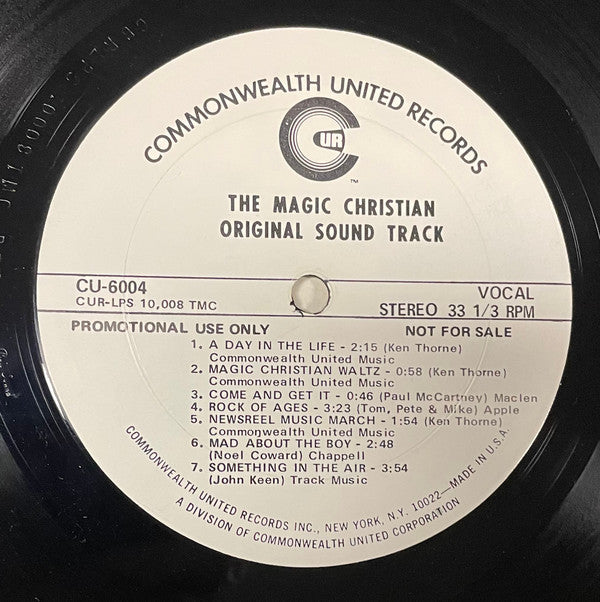 COMMONWEALTH UNITED RECORDS
CUR
TM
THE MAGIC CHRISTIAN
ORIGINAL SOUND TRACK
CU-6004
CUR-LPS 10,008 TMC
VOCAL
STEREO 33 1/3 RPM
PROMOTIONAL USE ONLY
NOT FOR SALE
1. A DAY IN THE LIFE - 2:15 (Ken Thorne)
Commonwealth United Music
2. MAGIC CHRISTIAN WALTZ - 0:58 (Ken Thorne)
Commonwealth United Music
3. COME AND GET IT - 0:46 (Paul McCartney) Maclen
4. ROCK OF AGES - 3:23 (Tom, Pete & Mike) Apple
5. NEWSREEL MUSIC MARCH - 1:54 (Ken Thorne)
Commonwealth United Music
6. MAD ABOUT THE BOY - 2:48
(Noel Coward) Chappell
7. SOMETHING IN THE AIR - 3:54
(John Keen) Track Music
COMMONWEALTH UNITED RECORDS INC., NEW YORK, N.Y. 10022—MADE IN U.S.A.
A DIVISION OF COMMONWEALTH UNITED CORPORATION